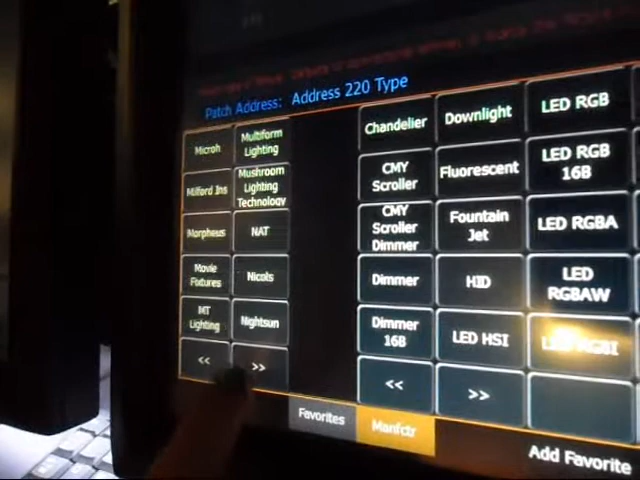 Patch Address: Address 220 Type
Microh
Multiform
Lighting
Chandelier
Downlight
LED RGB
Milford Ins
Mushroom
Lighting
Technology
CMY
Scroller
Fluorescent
LED RGB
16B
Morpheus
NAT
CMY
Scroller
Dimmer
Fountain
Jet
LED RGBA
Movie
Fixtures
Nicols
Dimmer
HID
LED
RGBAW
MT
Lighting
Nightsun
Dimmer
16B
LED HSI
LED RGBI
<<
>>
<<
>>
Favorites
Manfctr
Add Favorite